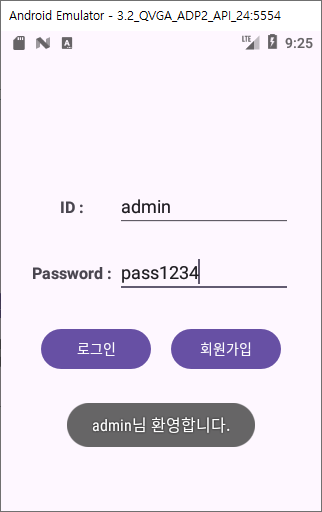 Android Emulator - 3.2_QVGA_ADP2_API_24:5554
LTE 9:25
ID : admin
Password : pass1234
로그인 회원가입
admin님 환영합니다.